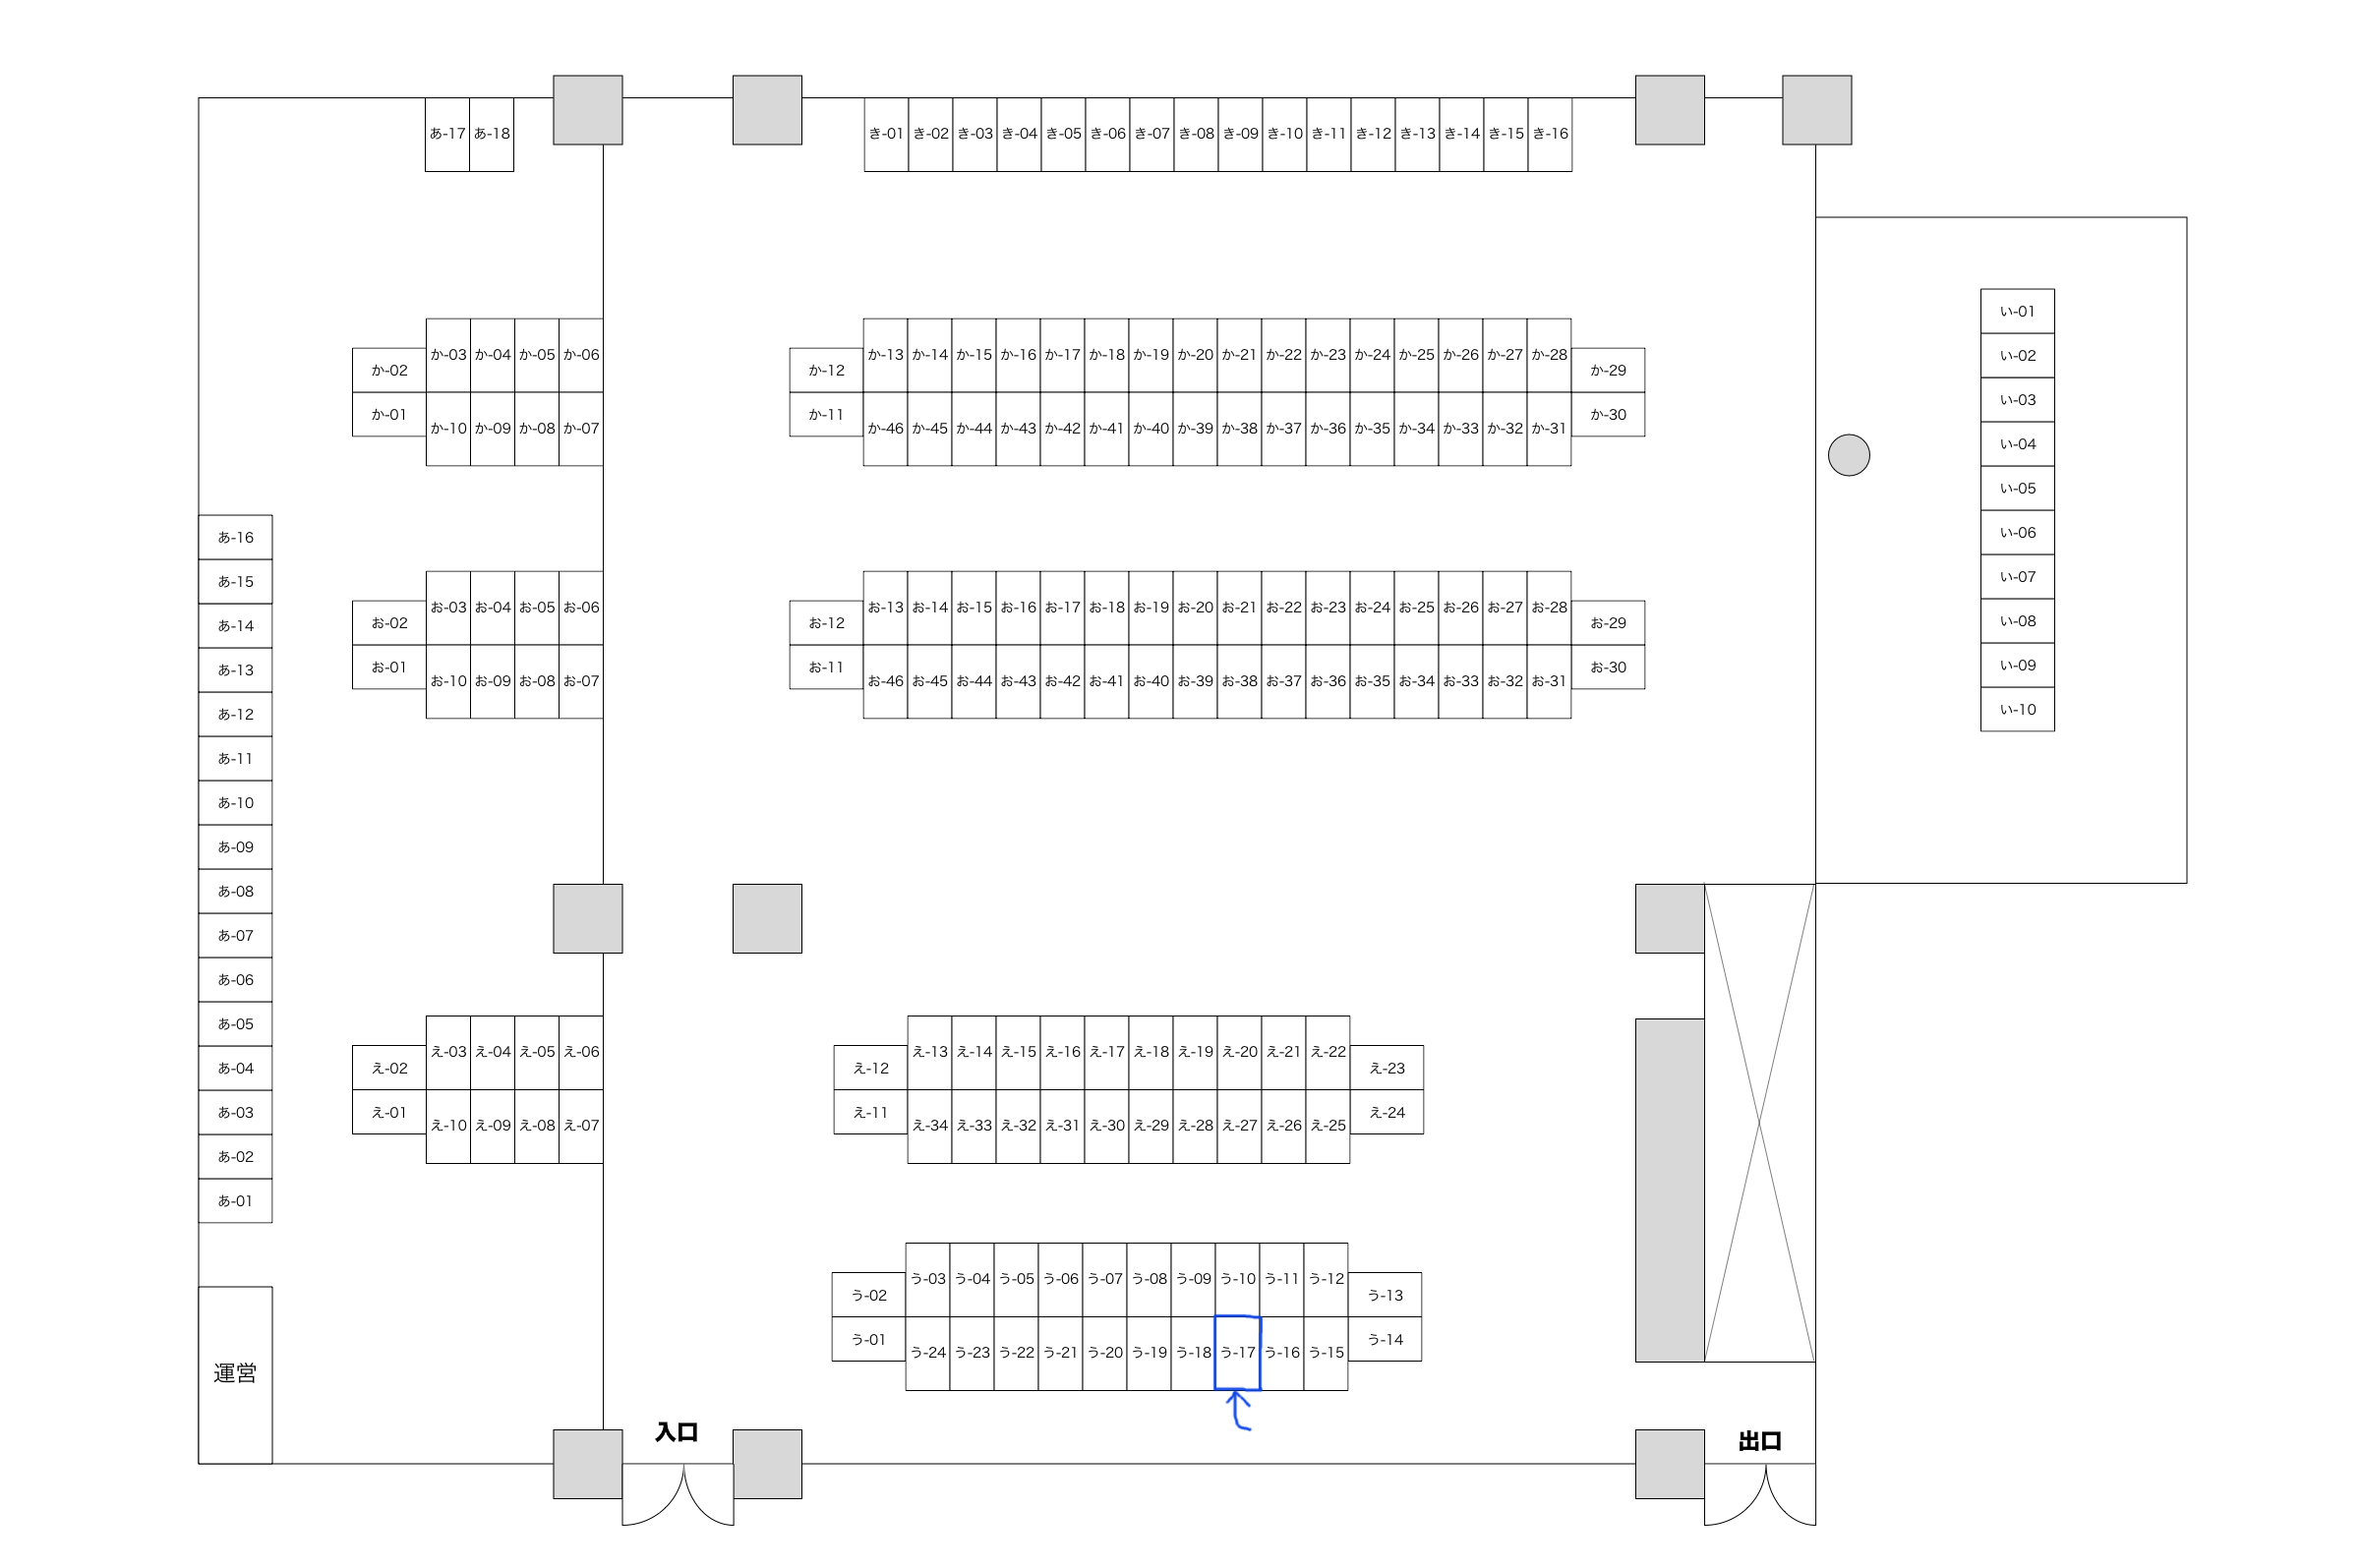 あ-17 あ-18 き-01 き-02 き-03 き-04 き-05 き-06 き-07 き-08 き-09 き-10 き-11 き-12 き-13 き-14 き-15 き-16
い-01
い-02
い-03
い-04
い-05
い-06
い-07
い-08
い-09
い-10
か-02
か-01
か-03 か-04 か-05 か-06
か-10 か-09 か-08 か-07
か-12
か-11
か-13 か-14 か-15 か-16 か-17 か-18 か-19 か-20 か-21 か-22 か-23 か-24 か-25 か-26 か-27 か-28
か-46 か-45 か-44 か-43 か-42 か-41 か-40 か-39 か-38 か-37 か-36 か-35 か-34 か-33 か-32 か-31
か-29
か-30
あ-16
あ-15
あ-14
あ-13
あ-12
あ-11
あ-10
あ-09
あ-08
あ-07
あ-06
あ-05
あ-04
あ-03
あ-02
あ-01
お-02
お-01
お-03 お-04 お-05 お-06
お-10 お-09 お-08 お-07
お-12
お-11
お-13 お-14 お-15 お-16 お-17 お-18 お-19 お-20 お-21 お-22 お-23 お-24 お-25 お-26 お-27 お-28
お-46 お-45 お-44 お-43 お-42 お-41 お-40 お-39 お-38 お-37 お-36 お-35 お-34 お-33 お-32 お-31
お-29
お-30
え-02
え-01
え-03 え-04 え-05 え-06
え-10 え-09 え-08 え-07
え-12
え-11
え-13 え-14 え-15 え-16 え-17 え-18 え-19 え-20 え-21 え-22
え-34 え-33 え-32 え-31 え-30 え-29 え-28 え-27 え-26 え-25
え-23
え-24
う-02
う-01
う-03 う-04 う-05 う-06 う-07 う-08 う-09 う-10 う-11 う-12
う-24 う-23 う-22 う-21 う-20 う-19 う-18 う-17 う-16 う-15
う-13
う-14
運営
入口
出口